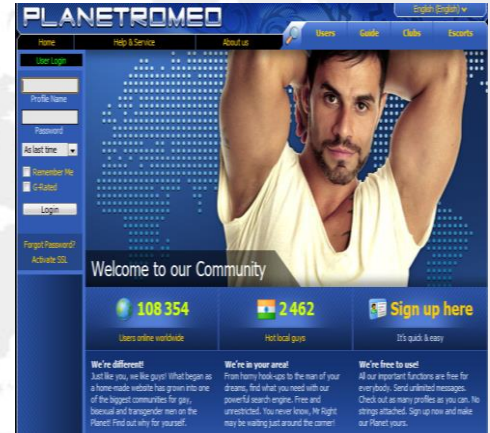 PLANETROMEO
English (English)
Home
Help & Service
About us
Users
Guide
Clubs
Escorts
User Login
Profile Name
Password
As last time
Remember Me
G-Rated
Login
Forgot Password?
Activate SSL
Welcome to our Community
108 354
Users online worldwide
2 462
Hot local guys
Sign up here
It's quick & easy
We're different!
Just like you, we like guys! What began as
a home-made website has grown into one
of the biggest communities for gay,
bisexual and transgender men on the
Planet! Find out why for yourself.
We're in your area!
From horny hook-ups to the man of your
dreams, find what you need with our
powerful search engine. Free and
unrestricted. You never know, Mr Right
may be waiting just around the corner!
We're free to use!
All our important functions are free for
everybody. Send unlimited messages.
Check out as many profiles as you can. No
strings attached. Sign up now and make
our Planet yours.